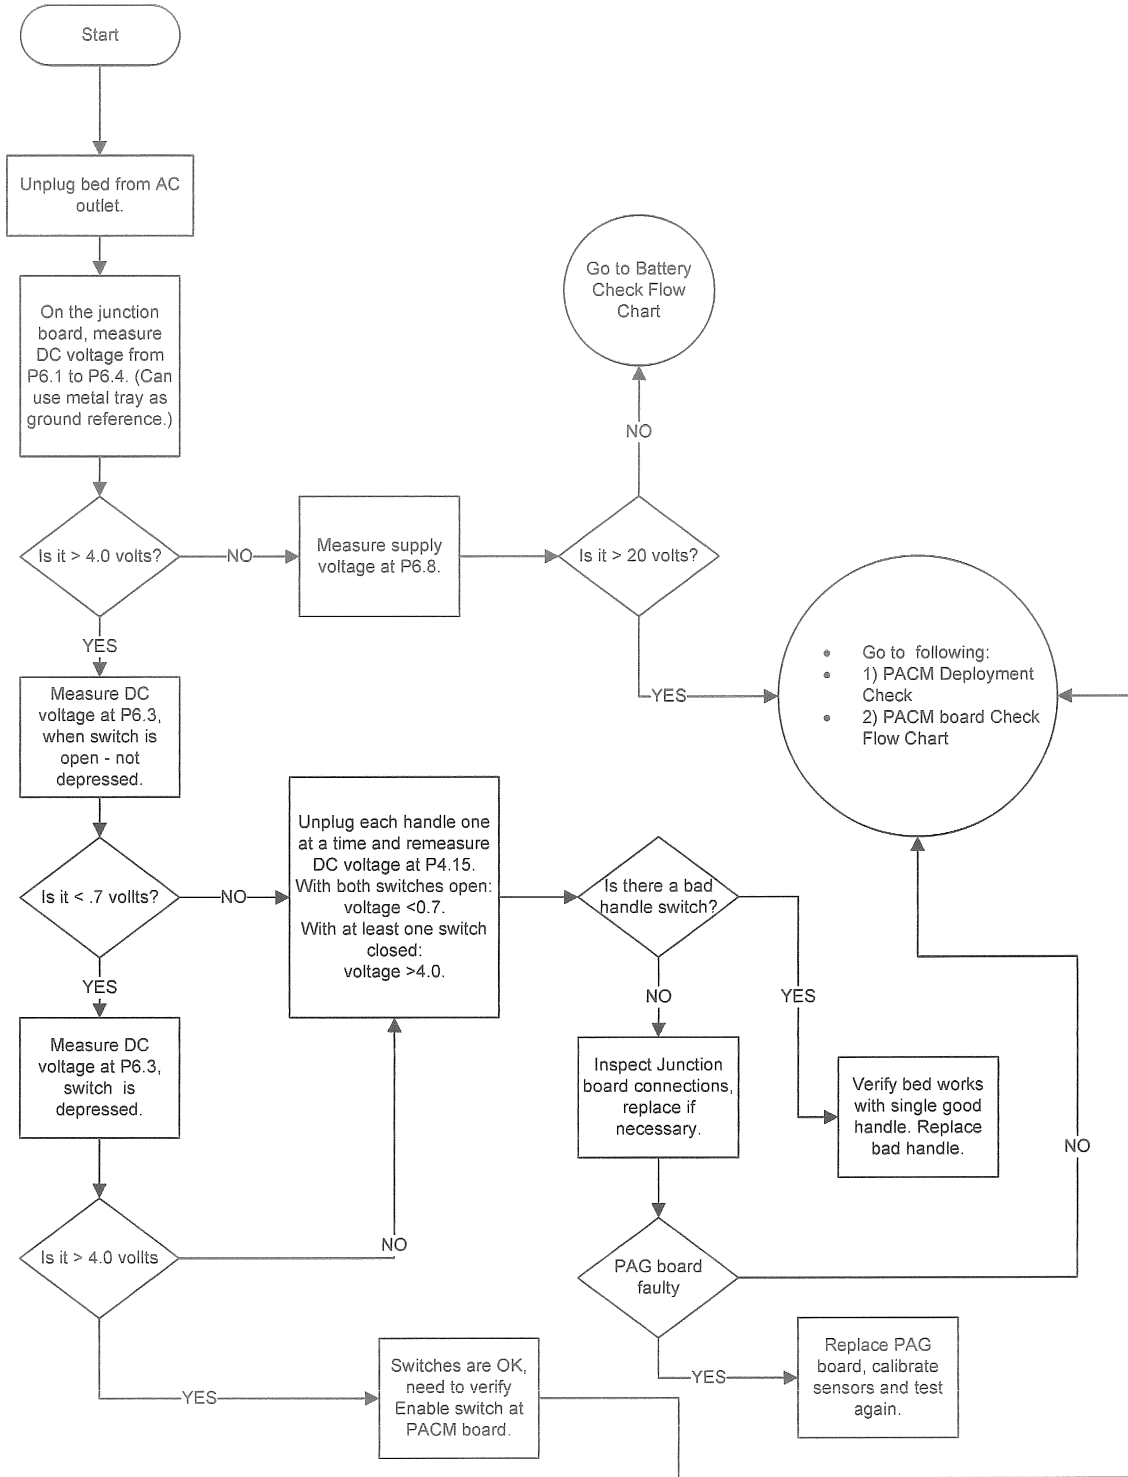 Start
Unplug bed from AC
outlet.
On the junction
board, measure
DC voltage from
P6.1 to P6.4. (Can
use metal tray as
ground reference.)
Go to Battery
Check Flow
Chart
NO
Is it > 4.0 volts?
NO
Measure supply
voltage at P6.8.
Is it > 20 volts?
YES
YES
Go to  following:
1) PACM Deployment
Check
2) PACM board Check
Flow Chart
Measure DC
voltage at P6.3,
when switch is
open - not
depressed.
Is it < .7 vollts?
NO
Unplug each handle one
at a time and remeasure
DC voltage at P4.15.
With both switches open:
voltage <0.7.
With at least one switch
closed:
voltage >4.0.
Is there a bad
handle switch?
YES
NO
YES
Measure DC
voltage at P6.3,
switch  is
depressed.
Inspect Junction
board connections,
replace if
necessary.
Verify bed works
with single good
handle. Replace
bad handle.
NO
Is it > 4.0 vollts
NO
PAG board
faulty
YES
Switches are OK,
need to verify
Enable switch at
PACM board.
YES
Replace PAG
board, calibrate
sensors and test
again.